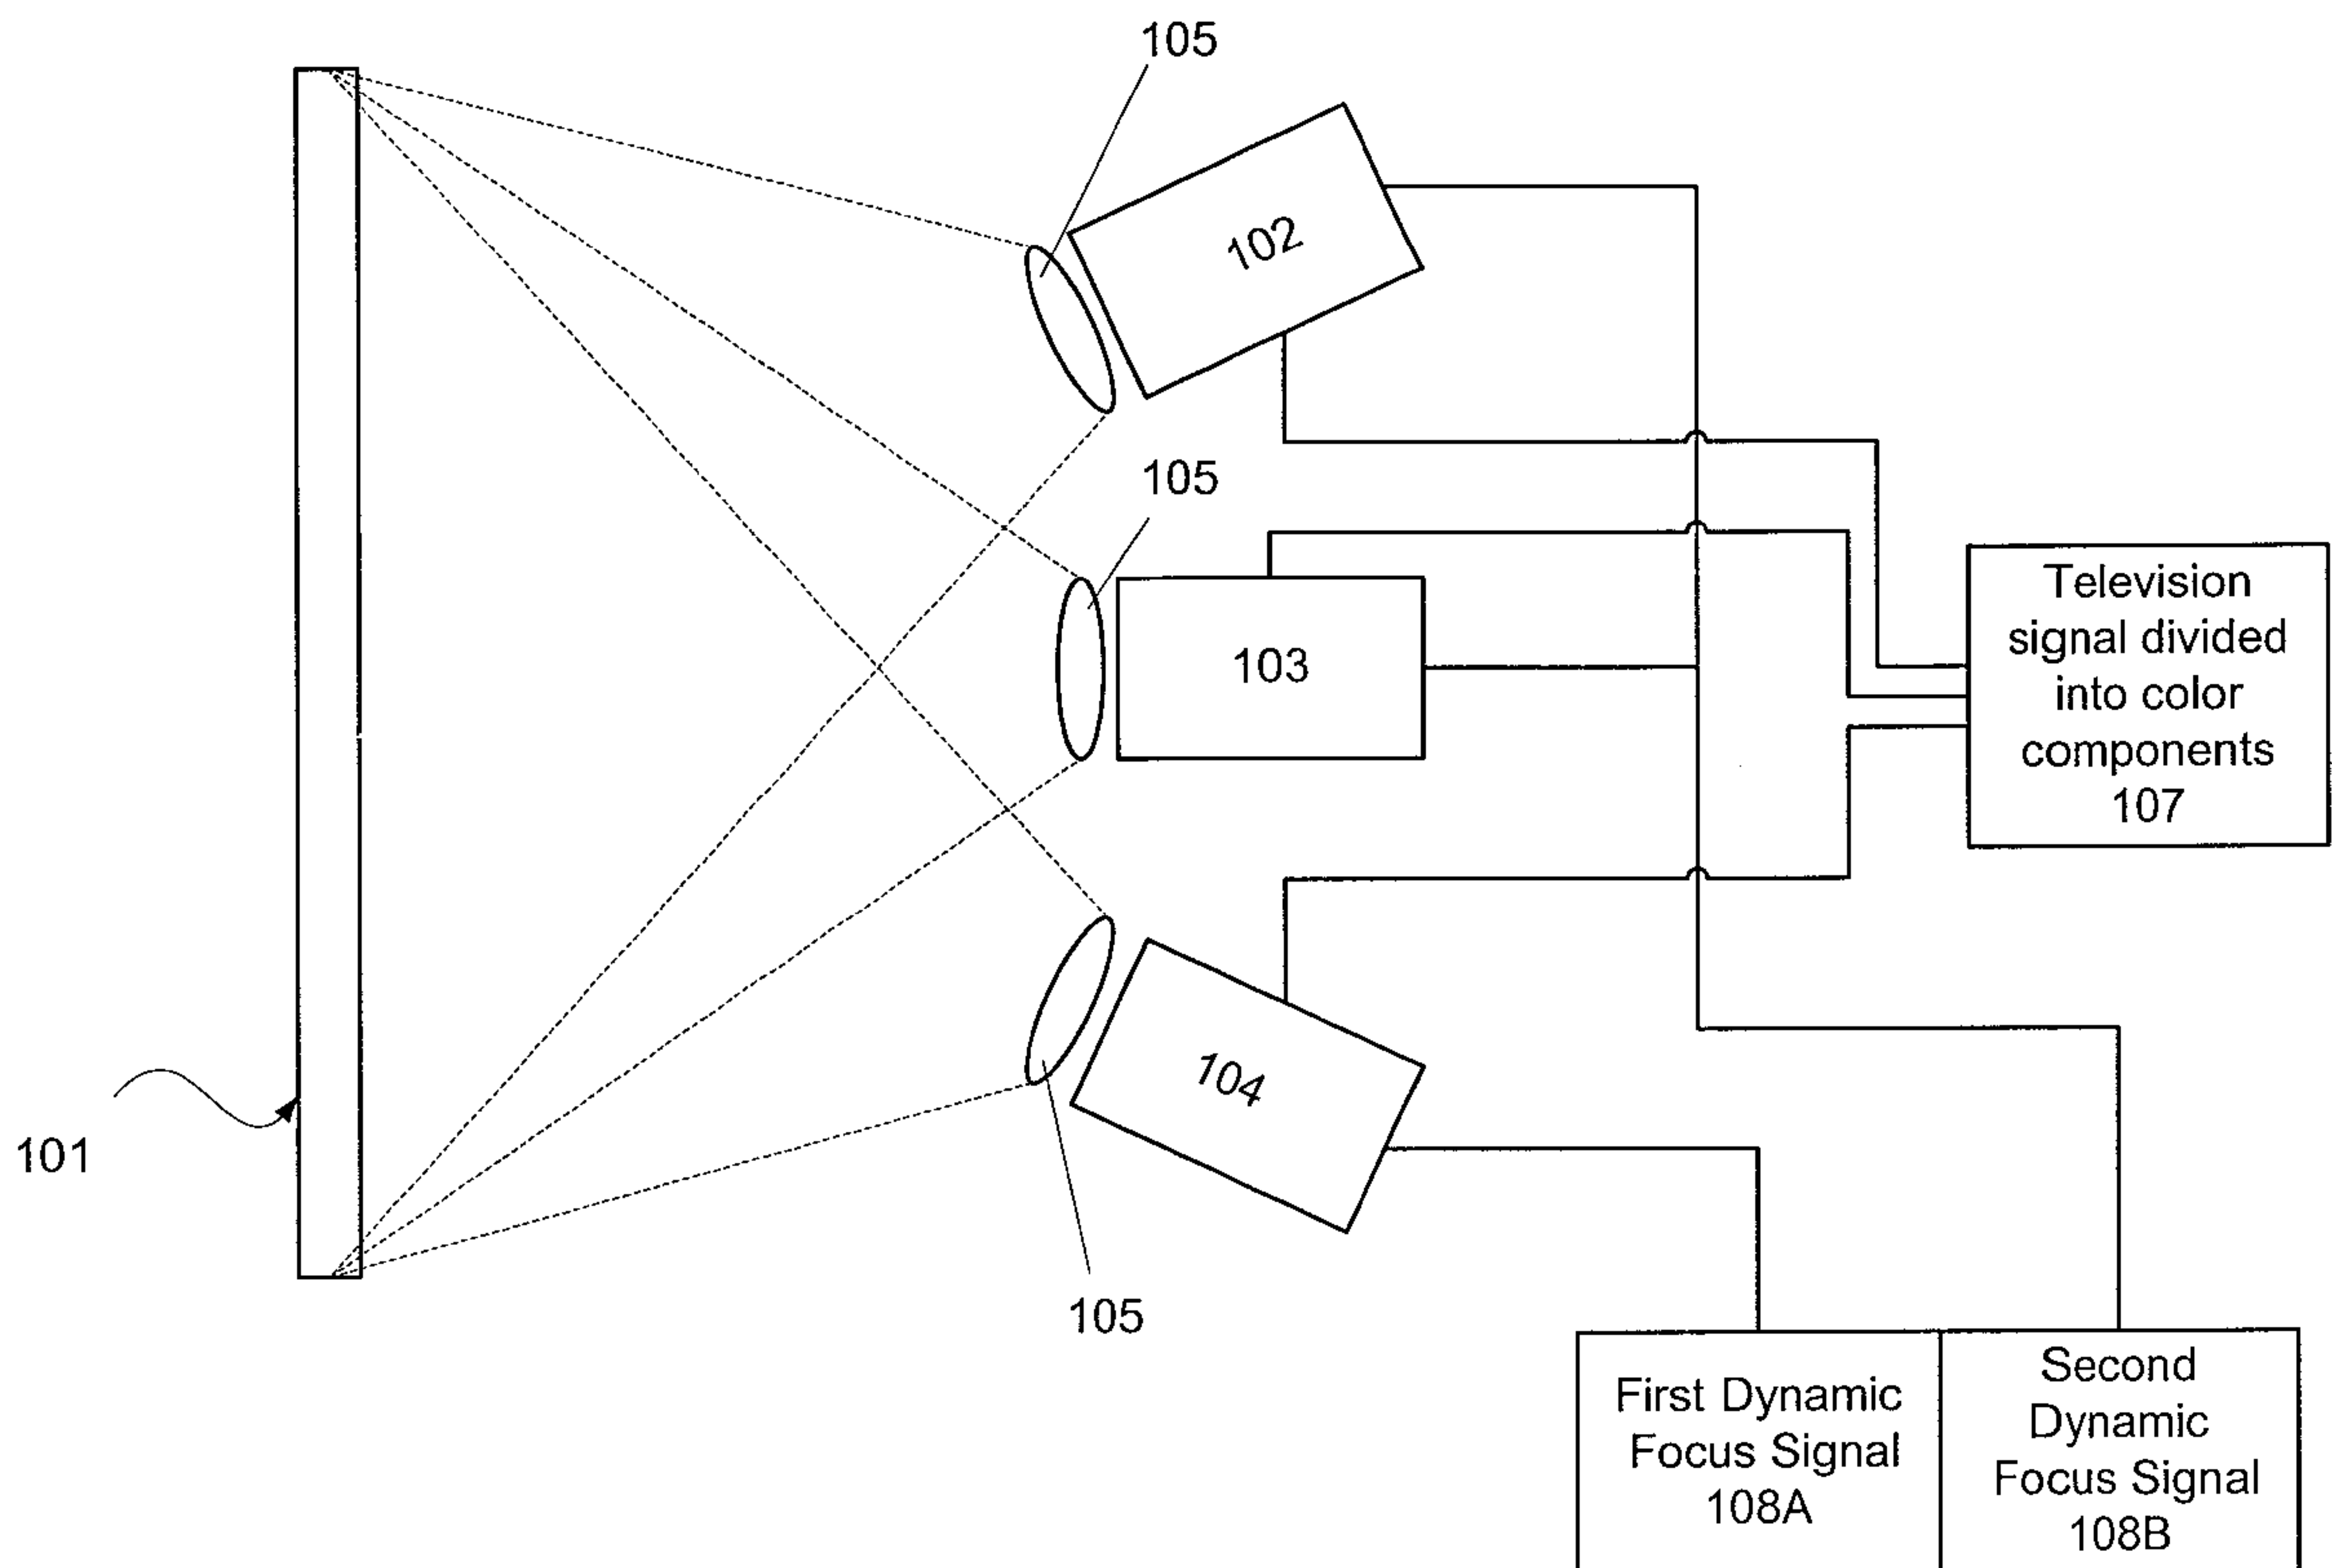 105
102
105
103
Television
signal divided
into color
components
107
104
101
105
First Dynamic
Focus Signal
108A
Second
Dynamic
Focus Signal
108B